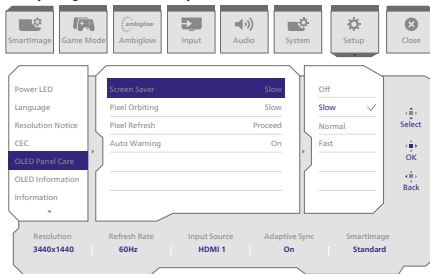 SmartImage Game Mode Ambiglow Input Audio System Setup Close
ambiglow
Power LED
Language
Resolution Notice
CEC
OLED Panel Care
OLED Information
Information
Screen Saver Slow
Pixel Orbiting Slow
Pixel Refresh Proceed
Auto Warning On
Off
Slow
Normal
Fast
Select
OK
Back
Resolution Refresh Rate Input Source Adaptive Sync SmartImage
3440x1440 60Hz HDMI 1 On Standard